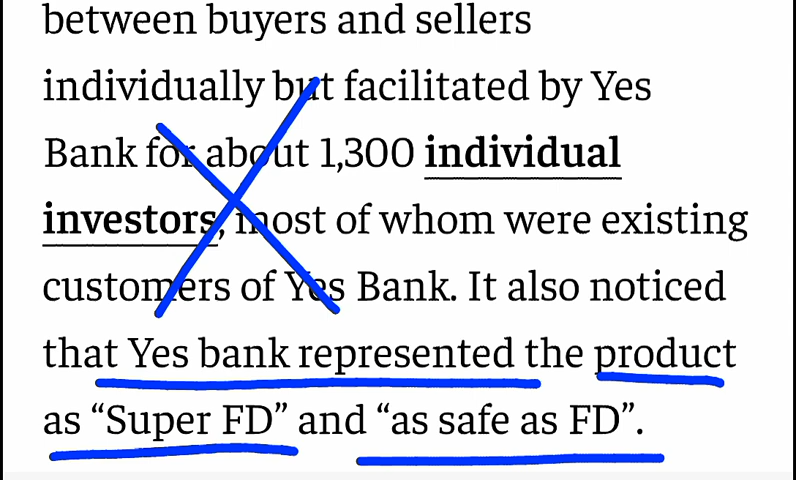 between buyers and sellers
individually but facilitated by Yes
Bank for about 1,300 individual
investors, most of whom were existing
customers of Yes Bank. It also noticed
that Yes bank represented the product
as “Super FD” and “as safe as FD”.